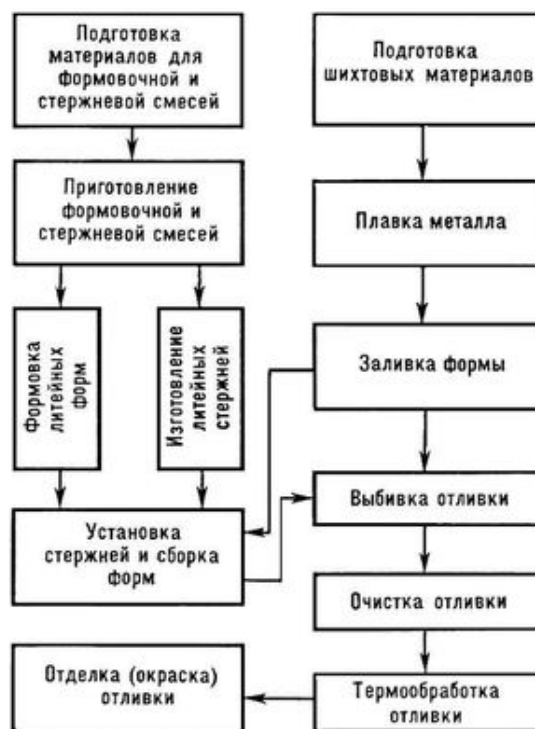 Подготовка
материалов для
формовочной и
стержневой смесей
Приготовление
формовочной и
стержневой смесей
Формовка
литейных
форм
Изготовление
литейных
стержней
Установка
стержней и сборка
форм
Отделка (окраска)
отливки
Подготовка
шихтовых материалов
Плавка металла
Заливка формы
Выбивка отливки
Очистка отливки
Термообработка
отливки